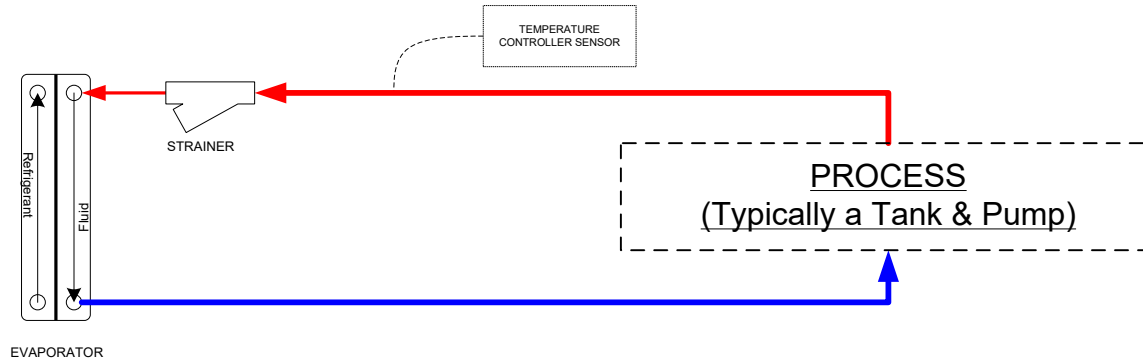 TEMPERATURE
CONTROLLER SENSOR
STRAINER
Refrigerant
Fluid
PROCESS
(Typically a Tank & Pump)
EVAPORATOR